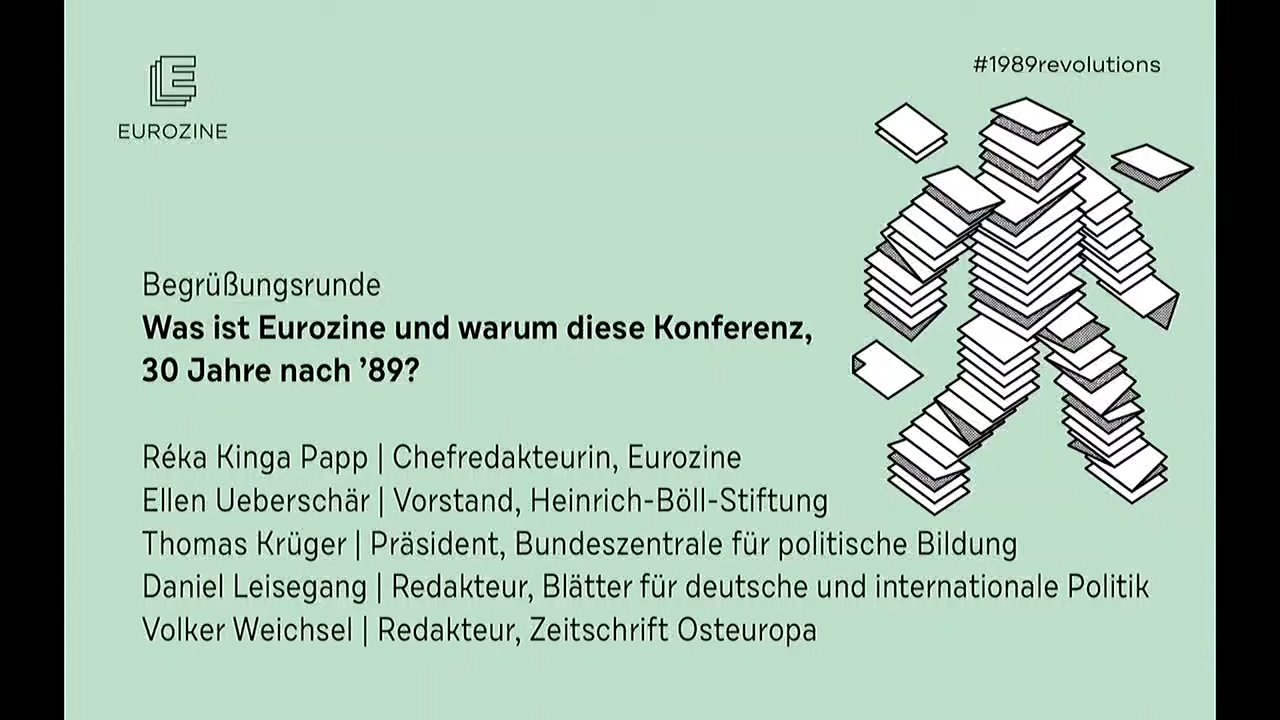 EUROZINE
#1989revolutions
Begrüßungsrunde
Was ist Eurozine und warum diese Konferenz,
30 Jahre nach ’89?
Réka Kinga Papp | Chefredakteurin, Eurozine
Ellen Ueberschär | Vorstand, Heinrich-Böll-Stiftung
Thomas Krüger | Präsident, Bundeszentrale für politische Bildung
Daniel Leisegang | Redakteur, Blätter für deutsche und internationale Politik
Volker Weichsel | Redakteur, Zeitschrift Osteuropa